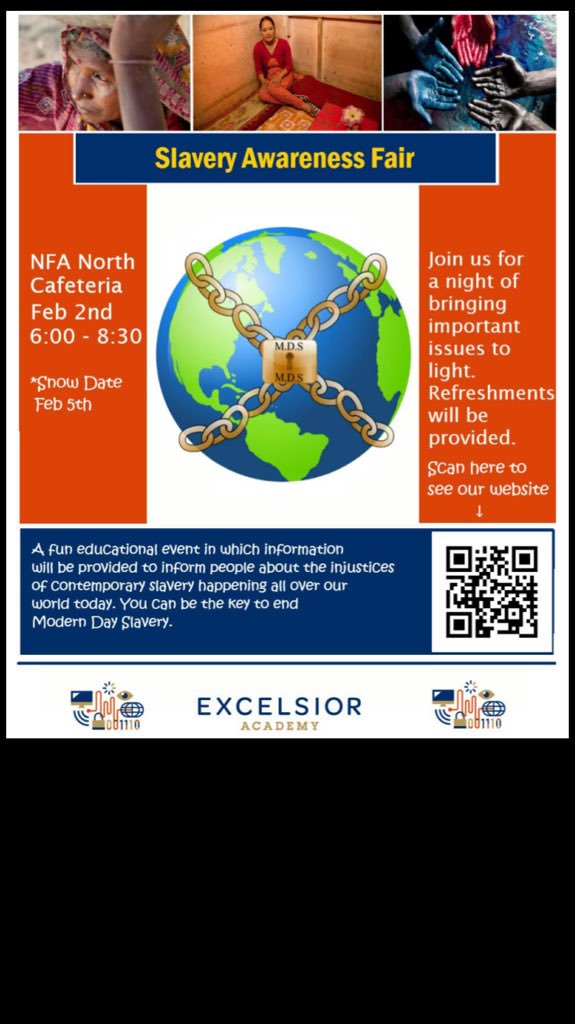 Slavery Awareness Fair
NFA North
Cafeteria
Feb 2nd
6:00 - 8:30
*Snow Date
Feb 5th
M.D.S
M.D.S
Join us for
a night of
bringing
important
issues to
light.
Refreshments
will be
provided.
Scan here to
see our website
↓
A fun educational event in which information
will be provided to inform people about the injustices
of contemporary slavery happening all over our
world today. You can be the key to end
Modern Day Slavery.
1110
EXCELSIOR
ACADEMY
1110